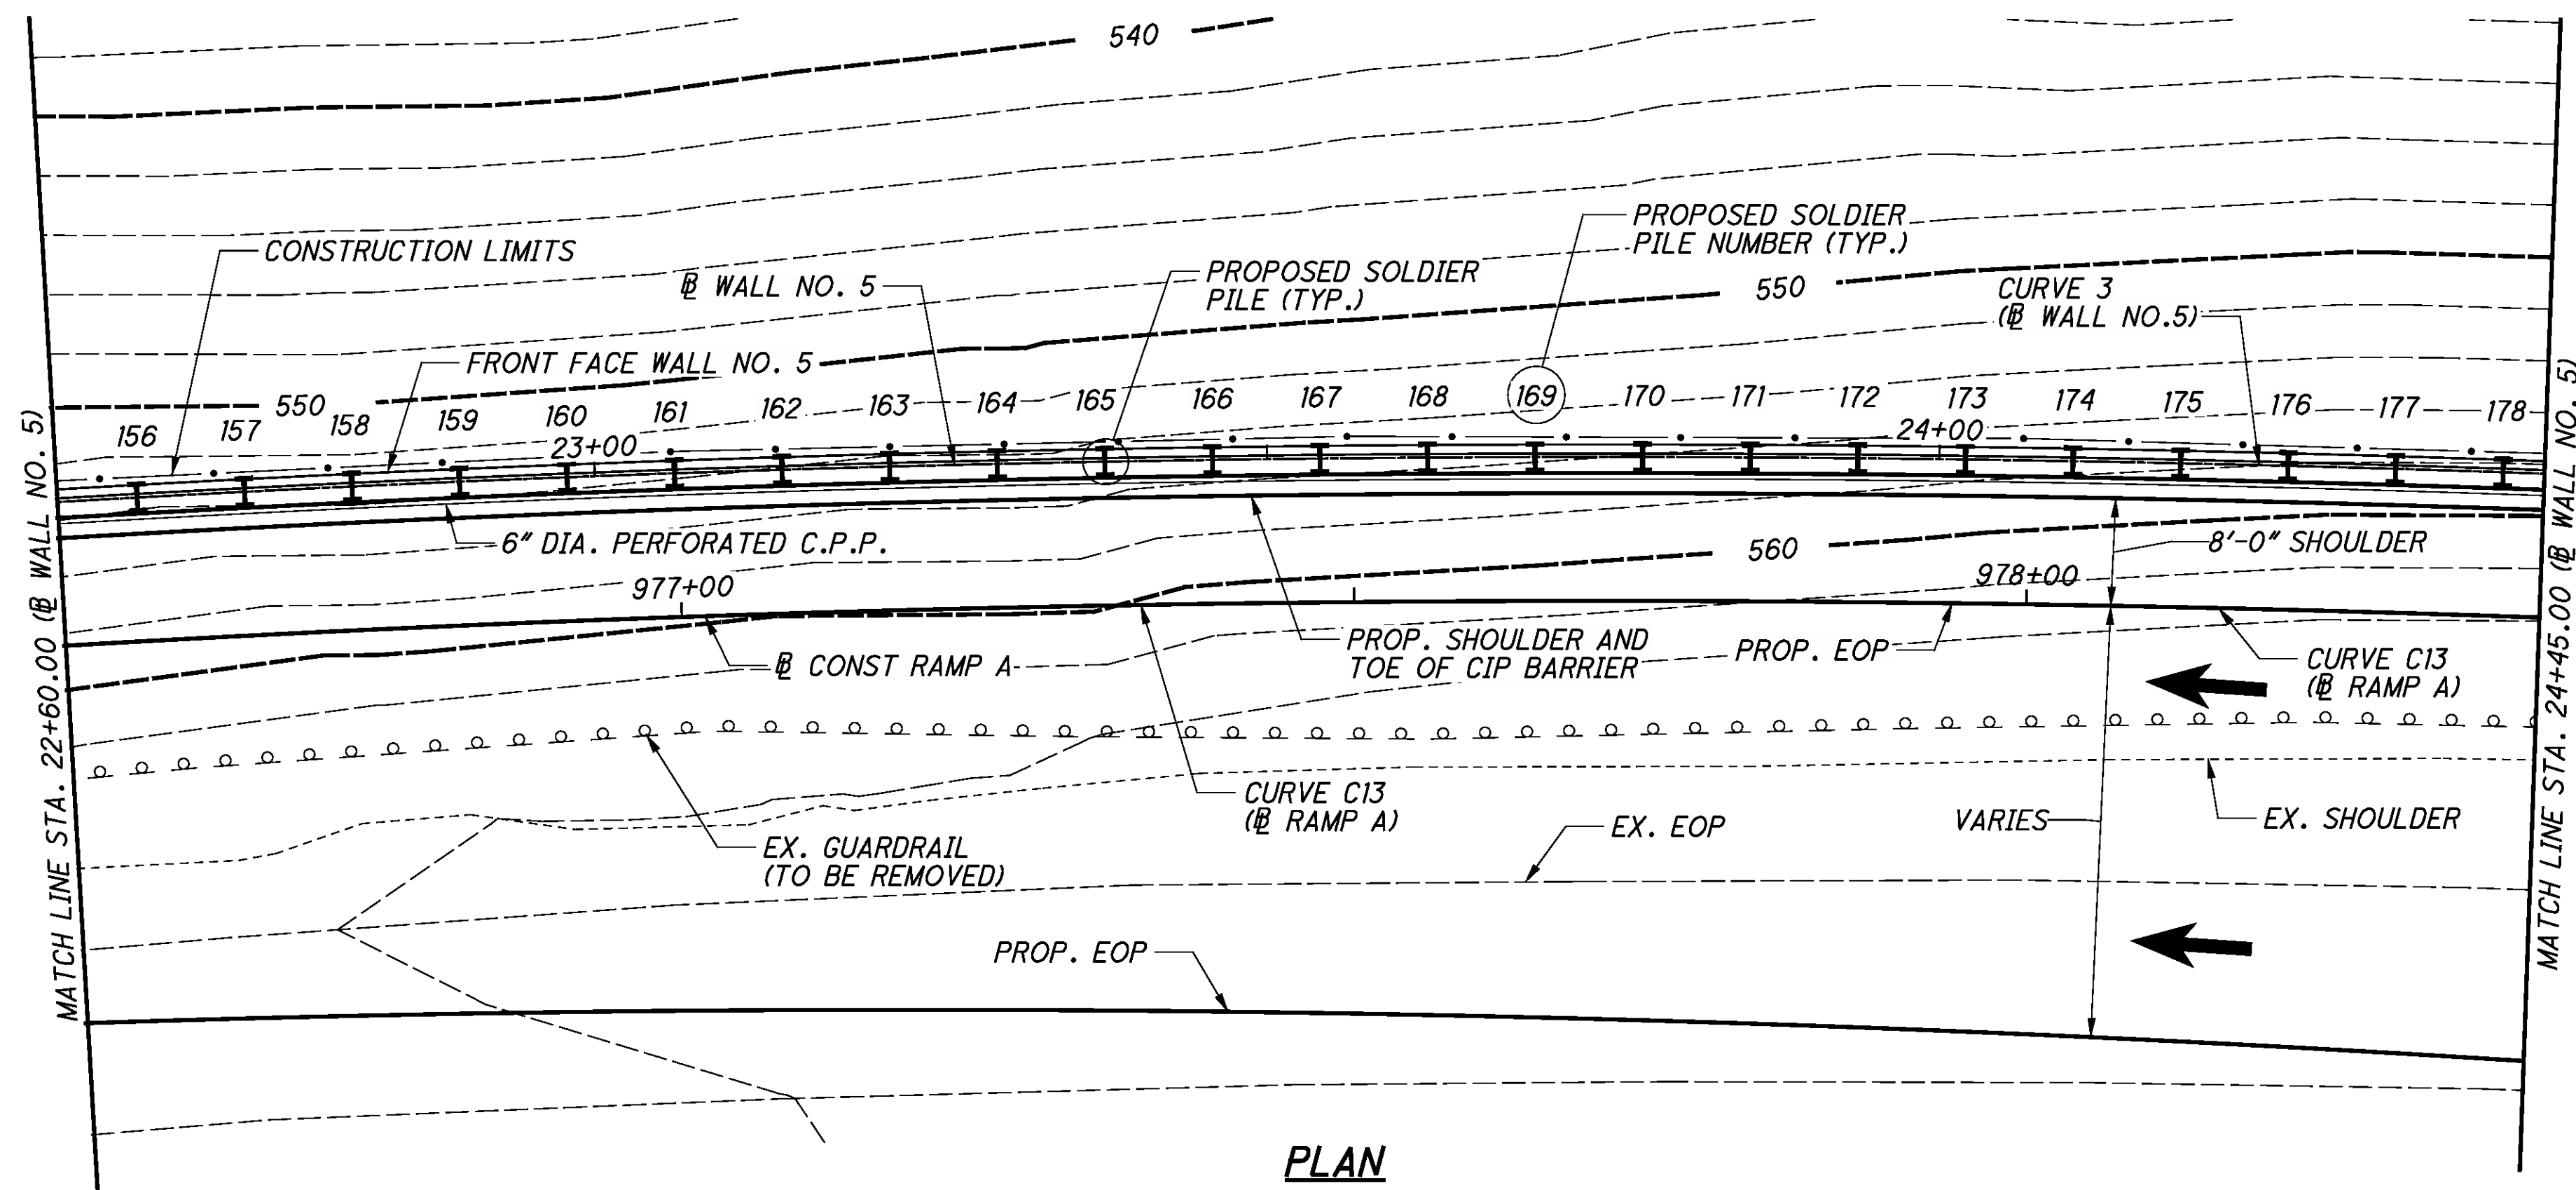 540
PROPOSED SOLDIER
PILE NUMBER (TYP.)
CONSTRUCTION LIMITS
℄ WALL NO. 5
PROPOSED SOLDIER
PILE (TYP.)
550
CURVE 3
(℄ WALL NO.5)
FRONT FACE WALL NO. 5
550
156 157 158 159 160 161 162 163 164 165 166 167 168 169 170 171 172 173 174 175 176 177 178
23+00
24+00
6" DIA. PERFORATED C.P.P.
560
8'-0" SHOULDER
977+00
978+00
℄ CONST RAMP A
PROP. SHOULDER AND
TOE OF CIP BARRIER
PROP. EOP
CURVE C13
(℄ RAMP A)
CURVE C13
(℄ RAMP A)
EX. GUARDRAIL
(TO BE REMOVED)
EX. EOP
VARIES
EX. SHOULDER
PROP. EOP
MATCH LINE STA. 22+60.00 (℄ WALL NO. 5)
MATCH LINE STA. 24+45.00 (℄ WALL NO. 5)
PLAN